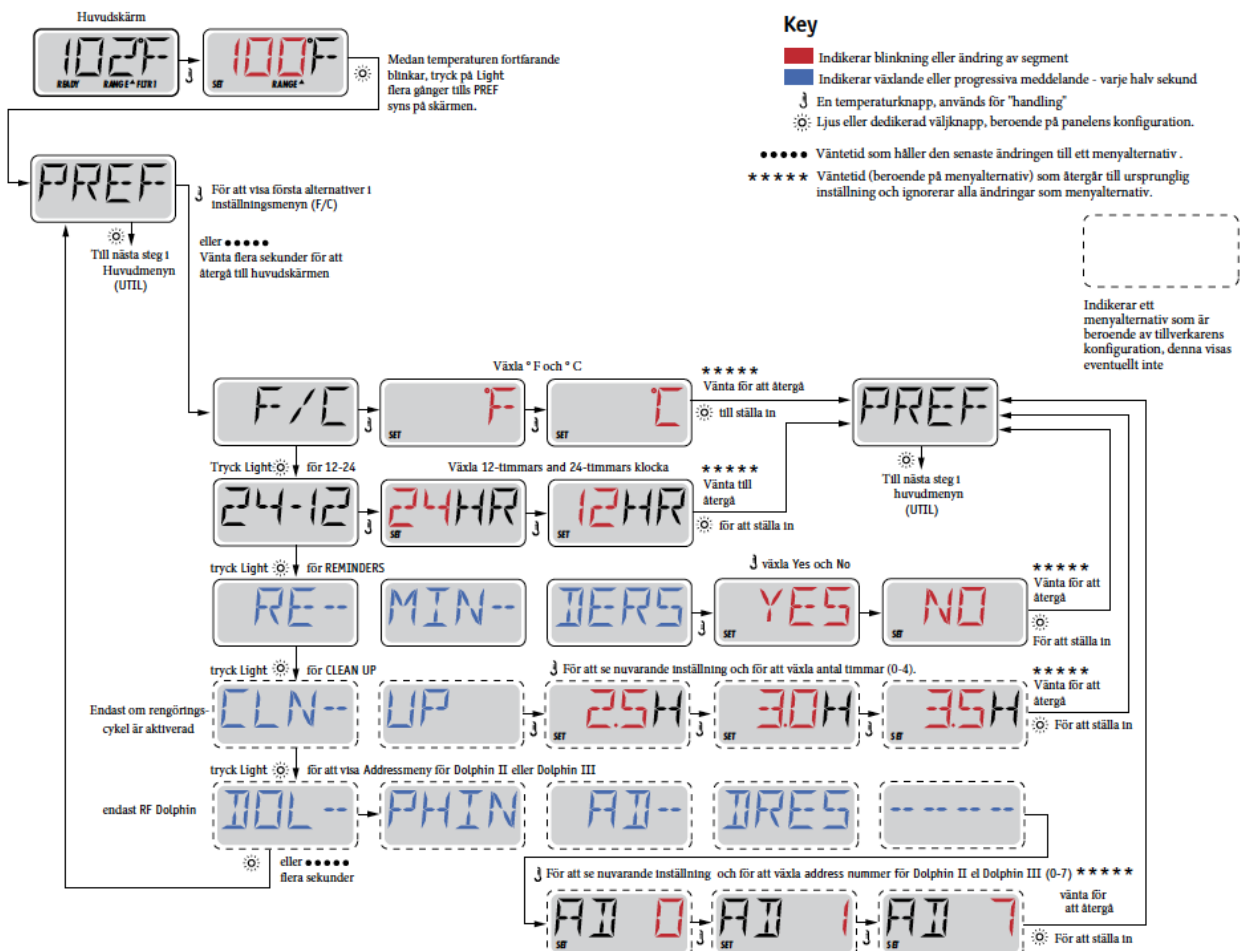 Huvudskärm
Key
102°F
READY RANGE FLTR1
100°F
SET RANGE
Medan temperaturen fortfarande
blinkar, tryck på Light
flera gånger tills PREF
syns på skärmen.
Indikerar blinkning eller ändring av segment
Indikerar växlande eller progressiva meddelande - varje halv sekund
En temperaturknapp, används för "handling"
Ljus eller dedikerad väljknapp, beroende på panelens konfiguration.
••••• Väntetid som håller den senaste ändringen till ett menyalternativ .
***** Väntetid (beroende på menyalternativ) som återgår till ursprunglig
inställning och ignorerar alla ändringar som menyalternativ.
PREF
För att visa första alternativer i
inställningsmenyn (F/C)
Till nästa steg i
Huvudmenyn
(UTIL)
eller •••••
Vänta flera sekunder för att
återgå till huvudskärmen
Indikerar ett
menyalternativ som är
beroende av tillverkarens
konfiguration, denna visas
eventuellt inte
Växla ° F och ° C
F/C
°F
SET
°C
SET
*****
Vänta för att återgå
till ställa in
PREF
Till nästa steg i
huvudmenyn
(UTIL)
Tryck Light för 12-24
Växla 12-timmars and 24-timmars klocka
24-12
24HR
SET
12HR
SET
*****
Vänta till
återgå
för att ställa in
tryck Light för REMINDERS
växla Yes och No
RE--
MIN--
DERS
YES
SET
NO
SET
*****
Vänta för att
återgå
För att ställa in
tryck Light för CLEAN UP
För att se nuvarande inställning och för att växla antal timmar (0-4).
Endast om rengörings-
cykel är aktiverad
CLN--
UP
2.5H
SET
3.0H
SET
3.5H
SET
*****
Vänta för att
återgå
För att ställa in
tryck Light för att visa Addressmeny för Dolphin II eller Dolphin III
endast RF Dolphin
DOL--
PHIN
AD--
DRES
-- -- -- --
eller •••••
flera sekunder
För att se nuvarande inställning och för att växla address nummer för Dolphin II el Dolphin III (0-7) *****
AD 0
SET
AD 1
SET
AD 7
SET
vänta för
att återgå
För att ställa in